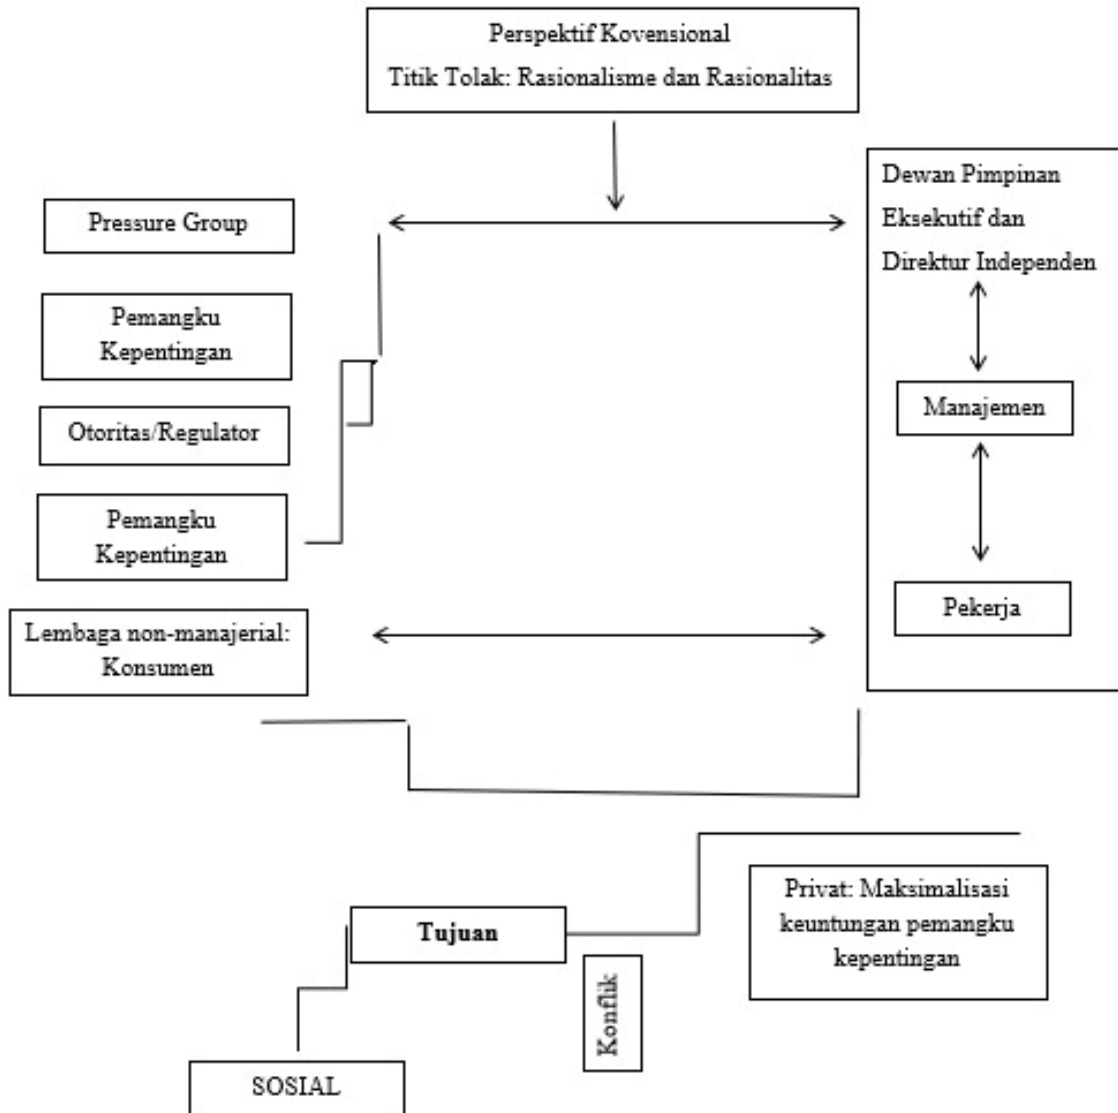 Perspektif Kovensional
Titik Tolak: Rasionalisme dan Rasionalitas
Pressure Group
Pemangku
Kepentingan
Otoritas/Regulator
Pemangku
Kepentingan
Lembaga non-manajerial:
Konsumen
Dewan Pimpinan
Eksekutif dan
Direktur Independen
Manajemen
Pekerja
Tujuan
Konflik
Privat: Maksimalisasi
keuntungan pemangku
kepentingan
SOSIAL